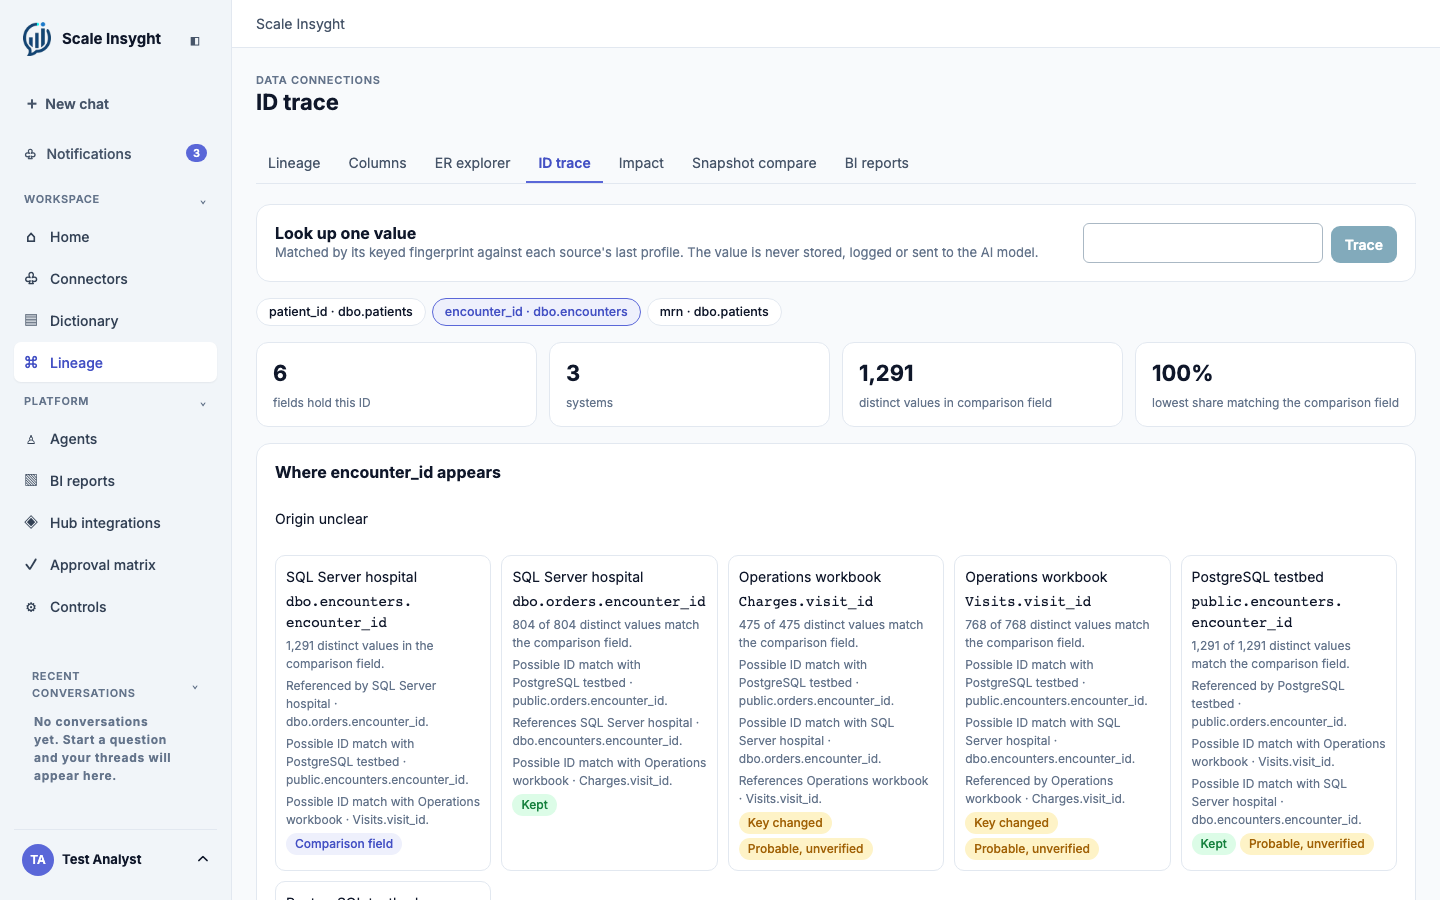 Scale Insyght
Scale Insyght
+ New chat
Notifications 3
WORKSPACE
Home
Connectors
Dictionary
Lineage
PLATFORM
Agents
BI reports
Hub integrations
Approval matrix
Controls
RECENT
CONVERSATIONS
No conversations
yet. Start a question
and your threads will
appear here.
TA Test Analyst
DATA CONNECTIONS
ID trace
Lineage Columns ER explorer ID trace Impact Snapshot compare BI reports
Look up one value
Matched by its keyed fingerprint against each source's last profile. The value is never stored, logged or sent to the AI model.
Trace
patient_id · dbo.patients encounter_id · dbo.encounters mrn · dbo.patients
6
fields hold this ID
3
systems
1,291
distinct values in comparison field
100%
lowest share matching the comparison field
Where encounter_id appears
Origin unclear
SQL Server hospital
dbo.encounters.
encounter_id
1,291 distinct values in the
comparison field.
Referenced by SQL Server
hospital ·
dbo.orders.encounter_id.
Possible ID match with
PostgreSQL testbed ·
public.encounters.encounter_id.
Possible ID match with Operations
workbook · Visits.visit_id.
Comparison field
SQL Server hospital
dbo.orders.encounter_id
804 of 804 distinct values match
the comparison field.
Possible ID match with
PostgreSQL testbed ·
public.orders.encounter_id.
References SQL Server hospital ·
dbo.encounters.encounter_id.
Possible ID match with Operations
workbook · Charges.visit_id.
Kept
Operations workbook
Charges.visit_id
475 of 475 distinct values match
the comparison field.
Possible ID match with
PostgreSQL testbed ·
public.orders.encounter_id.
Possible ID match with SQL
Server hospital ·
dbo.orders.encounter_id.
References Operations workbook
· Visits.visit_id.
Key changed
Probable, unverified
Operations workbook
Visits.visit_id
768 of 768 distinct values match
the comparison field.
Possible ID match with
PostgreSQL testbed ·
public.encounters.encounter_id.
Possible ID match with SQL
Server hospital ·
dbo.encounters.encounter_id.
Referenced by Operations
workbook · Charges.visit_id.
Key changed
Probable, unverified
PostgreSQL testbed
public.encounters.
encounter_id
1,291 of 1,291 distinct values
match the comparison field.
Referenced by PostgreSQL
testbed ·
public.orders.encounter_id.
Possible ID match with Operations
workbook · Visits.visit_id.
Possible ID match with SQL
Server hospital ·
dbo.encounters.encounter_id.
Kept Probable, unverified